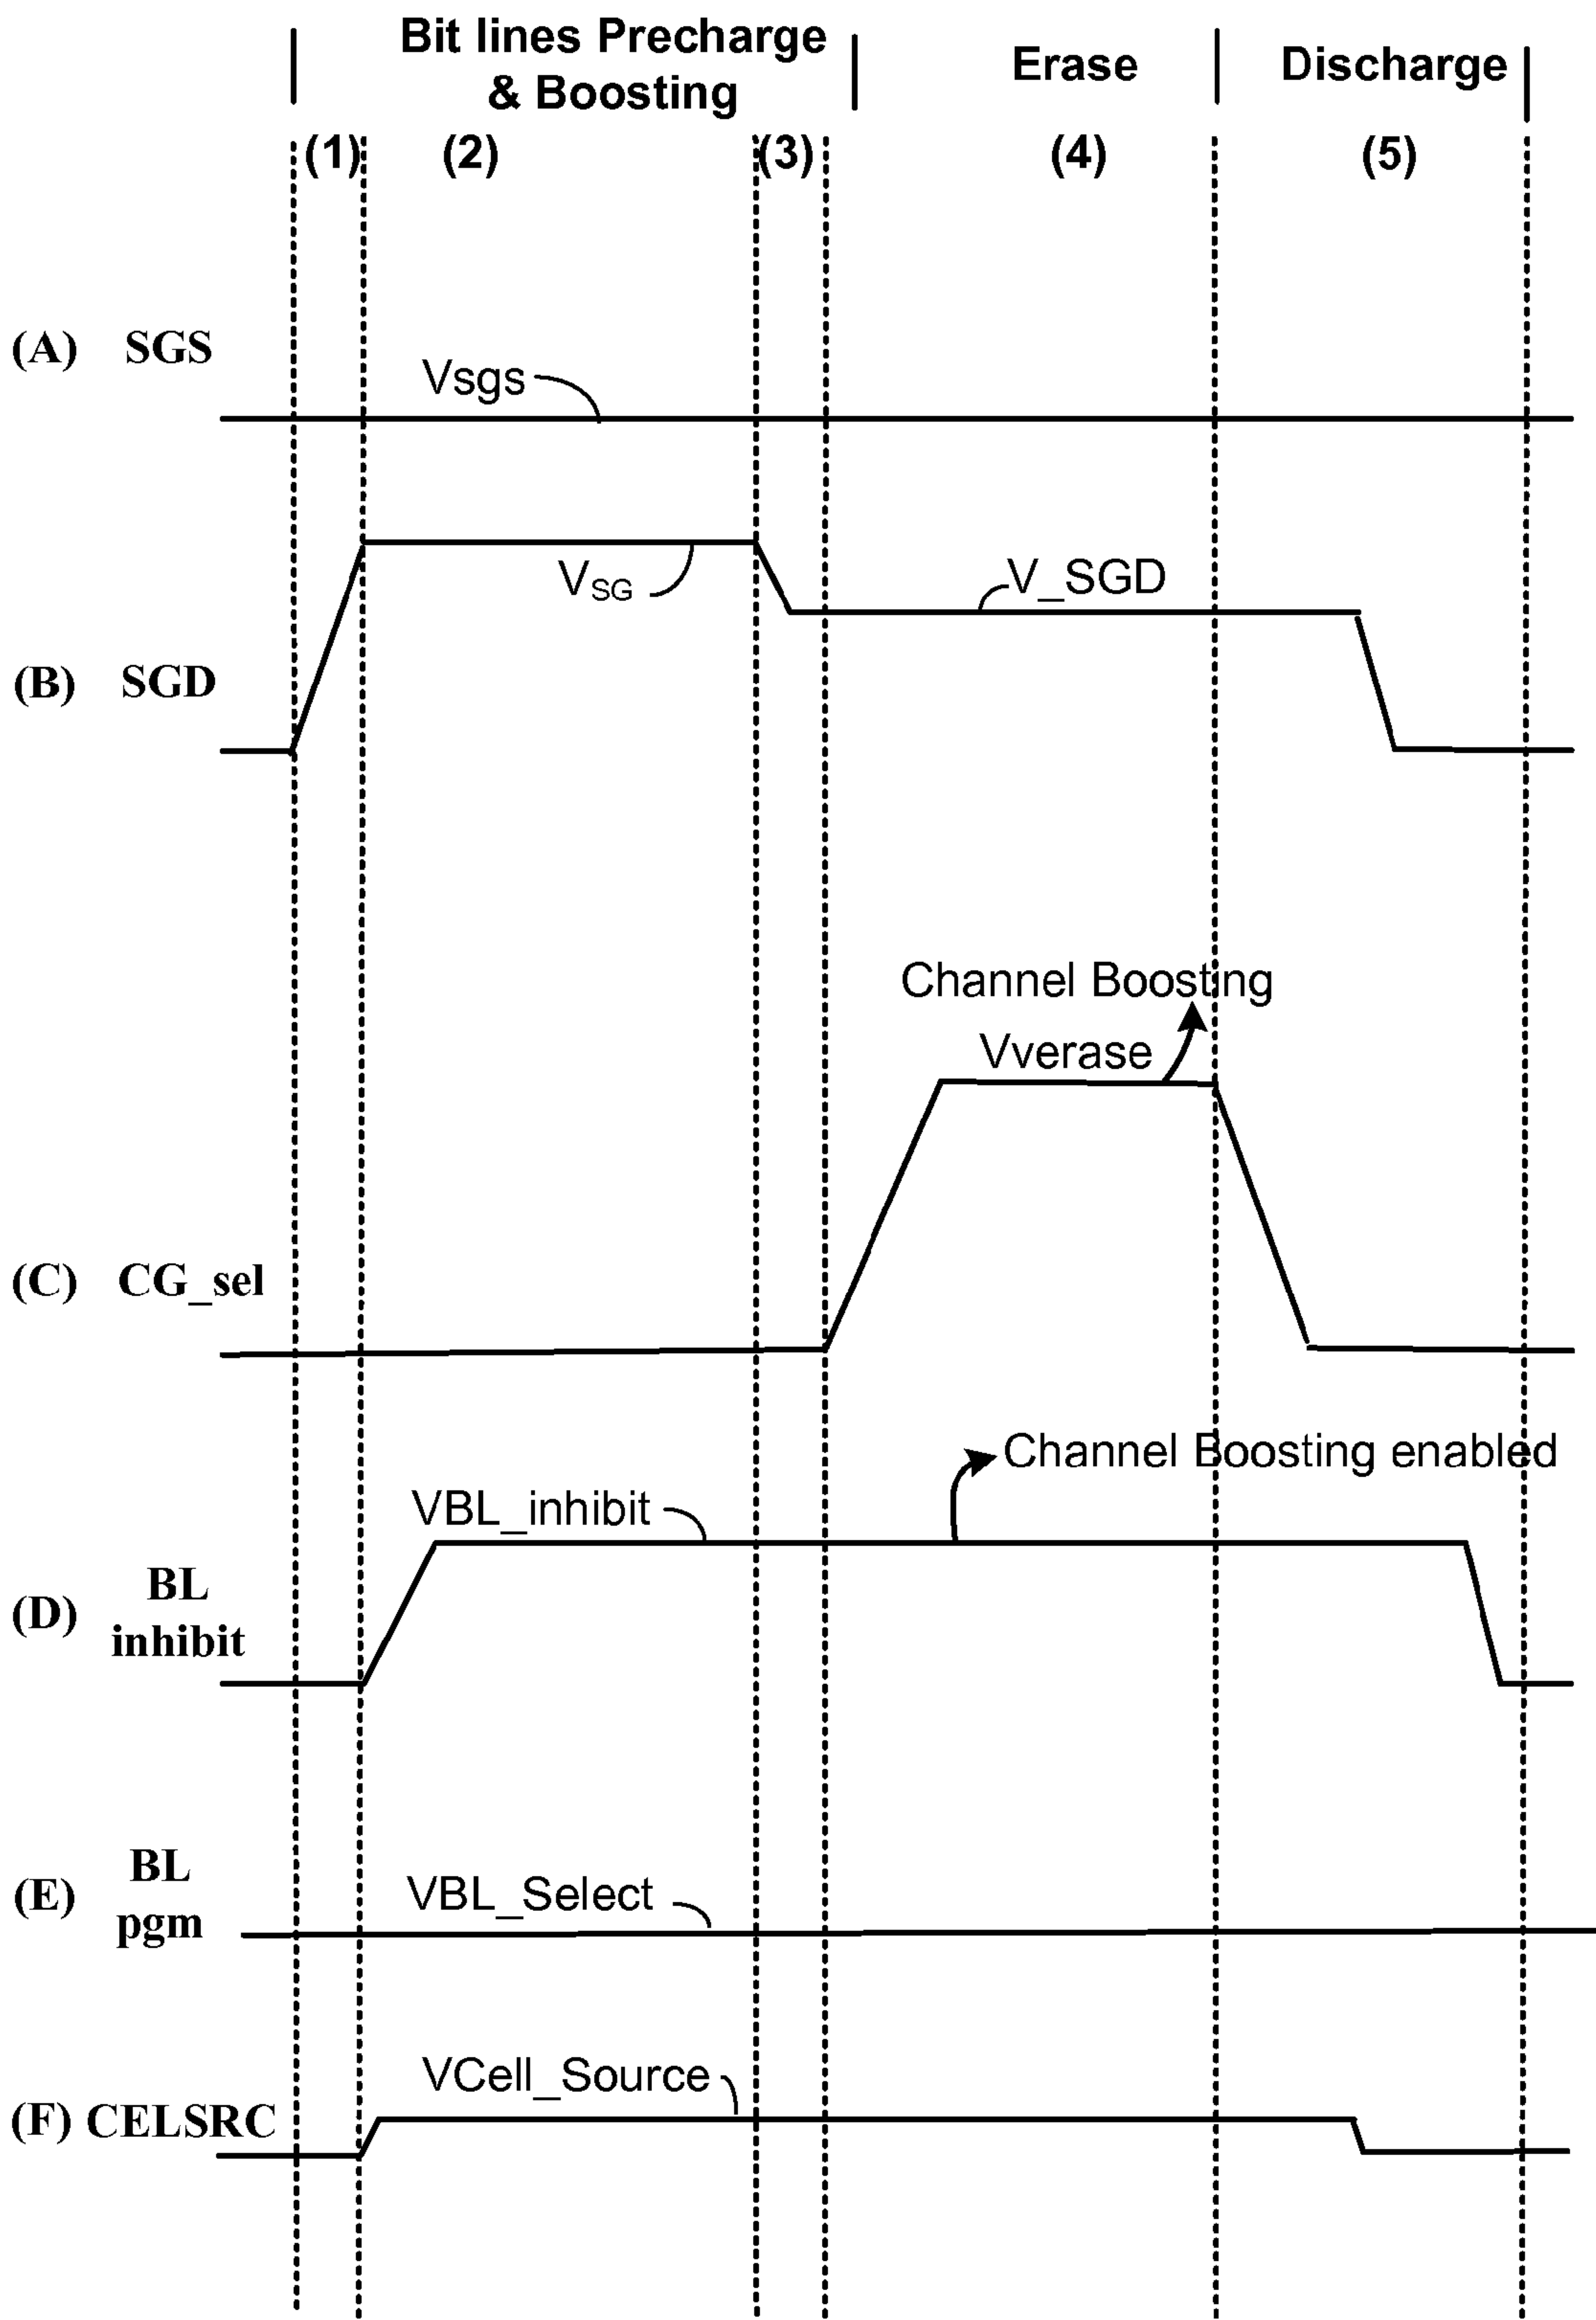 Bit lines Precharge
& Boosting
Erase
Discharge
(1)
(2)
(3)
(4)
(5)
(A) SGS
Vsgs
VSG
V_SGD
(B) SGD
Channel Boosting
Vverase
(C) CG_sel
Channel Boosting enabled
VBL_inhibit
(D) BL
inhibit
VBL_Select
(E) BL
pgm
VCell_Source
(F) CELSRC